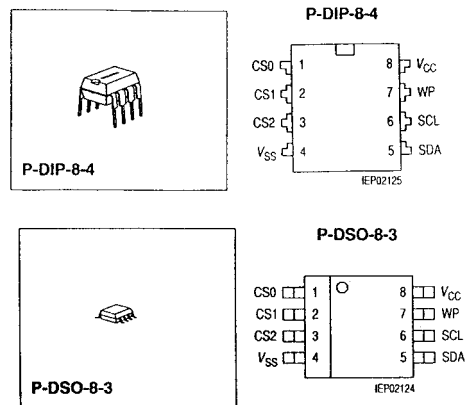 P-DIP-8-4
P-DIP-8-4
CS0 1 8 VCC
CS1 2 7 WP
CS2 3 6 SCL
VSS 4 5 SDA
IEP02125
P-DSO-8-3
P-DSO-8-3
CS0 1 8 VCC
CS1 2 7 WP
CS2 3 6 SCL
VSS 4 5 SDA
IEP02124